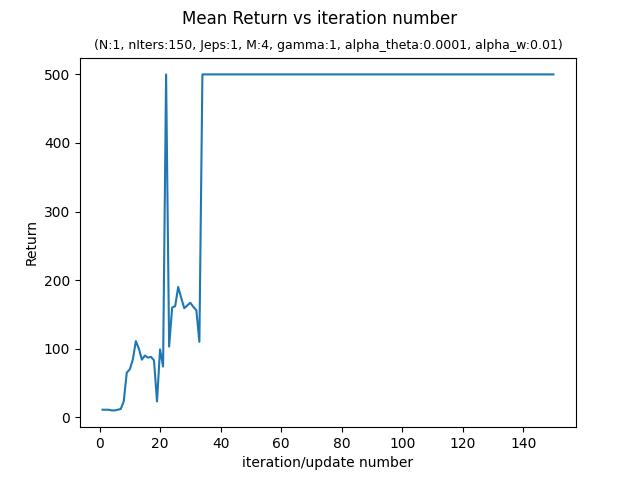 Mean Return vs iteration number
(N:1, nIters:150, Jeps:1, M:4, gamma:1, alpha_theta:0.0001, alpha_w:0.01)
500
400
300
200
100
0
Return
0 20 40 60 80 100 120 140
iteration/update number